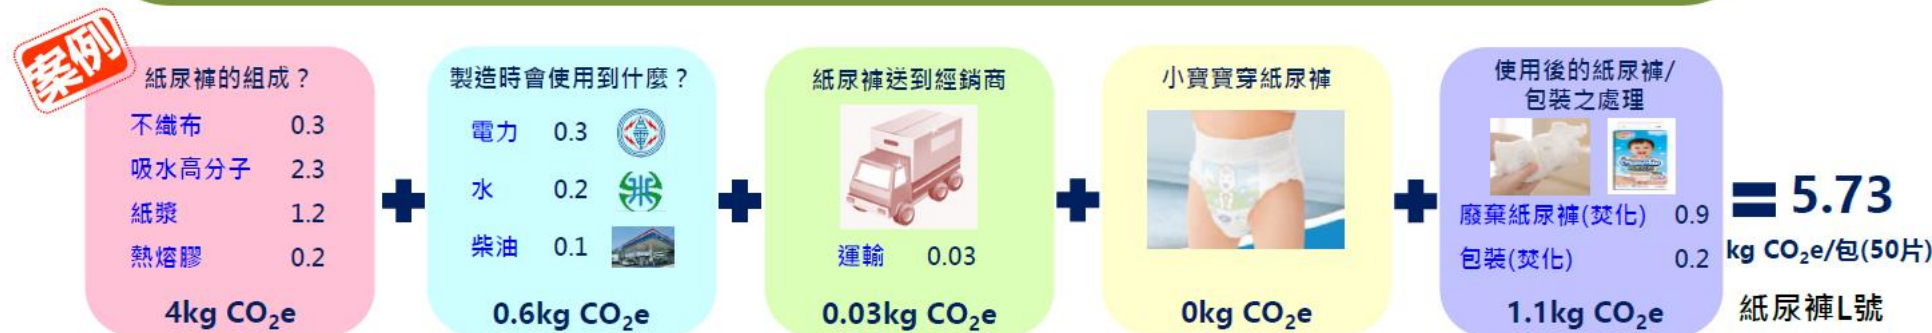 案例
紙尿褲的組成？
不織布 0.3
吸水高分子 2.3
紙漿 1.2
熱熔膠 0.2
4kg CO₂e
+
製造時會使用到什麼？
電力 0.3
水 0.2
柴油 0.1
0.6kg CO₂e
+
紙尿褲送到經銷商
運輸 0.03
0.03kg CO₂e
+
小寶寶穿紙尿褲
0kg CO₂e
+
使用後的紙尿褲/
包裝之處理
廢棄紙尿褲(焚化) 0.9
包裝(焚化) 0.2
1.1kg CO₂e
= 5.73
kg CO₂e/包(50片)
紙尿褲L號